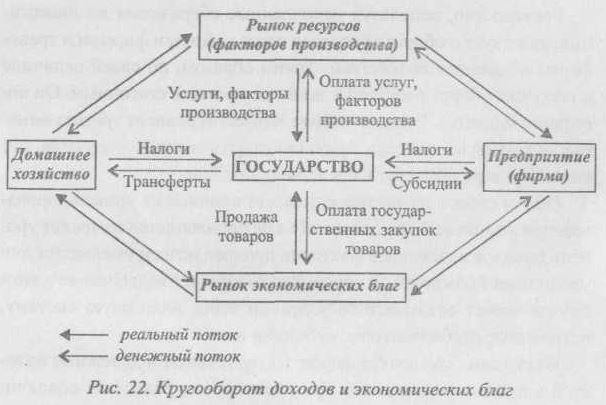 Рынок ресурсов
(факторов производства)
Услуги, факторы
производства
Оплата услуг,
факторов
производства
Домашнее
хозяйство
Налоги
Трансферты
ГОСУДАРСТВО
Налоги
Субсидии
Предприятие
(фирма)
Продажа
товаров
Оплата государ-
ственных закупок
товаров
Рынок экономических благ
реальный поток
денежный поток
Рис. 22. Кругооборот доходов и экономических благ